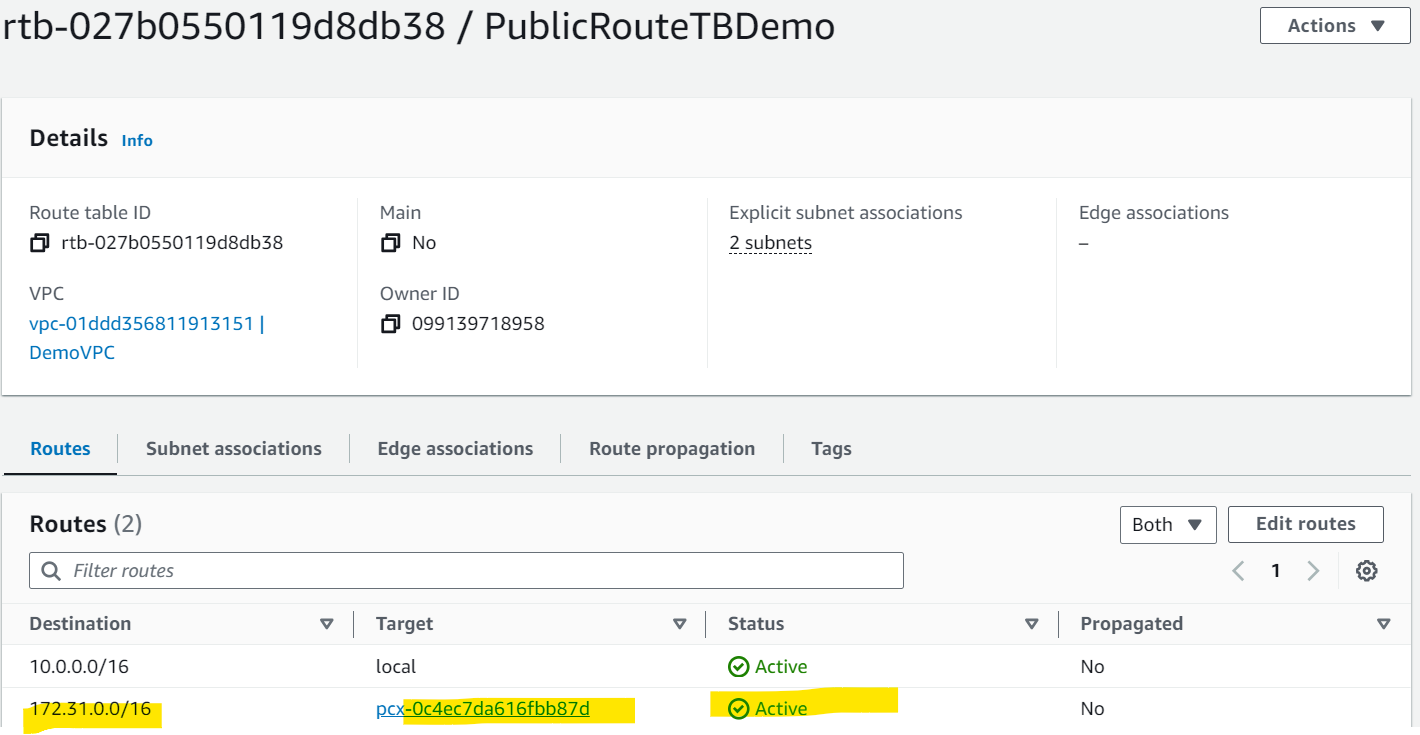 rtb-027b0550119d8db38 / PublicRouteTBDemo
Actions
Details Info
Route table ID
rtb-027b0550119d8db38
Main
No
Explicit subnet associations
2 subnets
Edge associations
–
VPC
vpc-01ddd356811913151 |
DemoVPC
Owner ID
099139718958
Routes Subnet associations Edge associations Route propagation Tags
Routes (2)
Both Edit routes
Filter routes
1
Destination Target Status Propagated
10.0.0.0/16 local Active No
172.31.0.0/16 pcx-0c4ec7da616fbb87d Active No